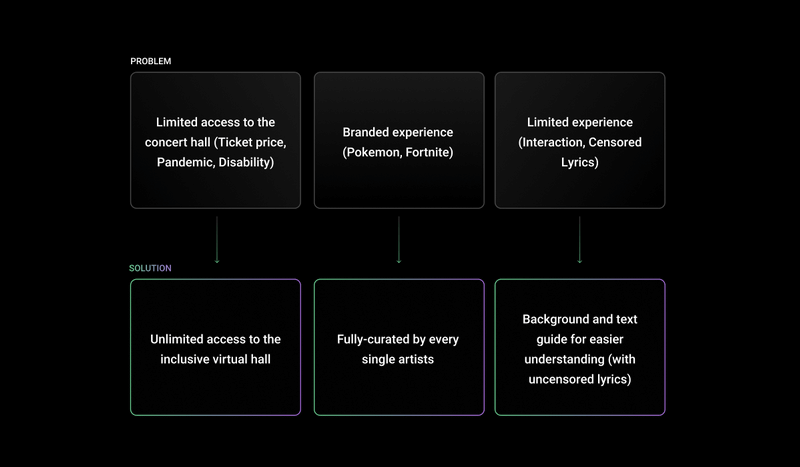 PROBLEM
Limited access to the
concert hall (Ticket price,
Pandemic, Disability)
Branded experience
(Pokemon, Fortnite)
Limited experience
(Interaction, Censored
Lyrics)
SOLUTION
Unlimited access to the
inclusive virtual hall
Fully-curated by every
single artists
Background and text
guide for easier
understanding (with
uncensored lyrics)